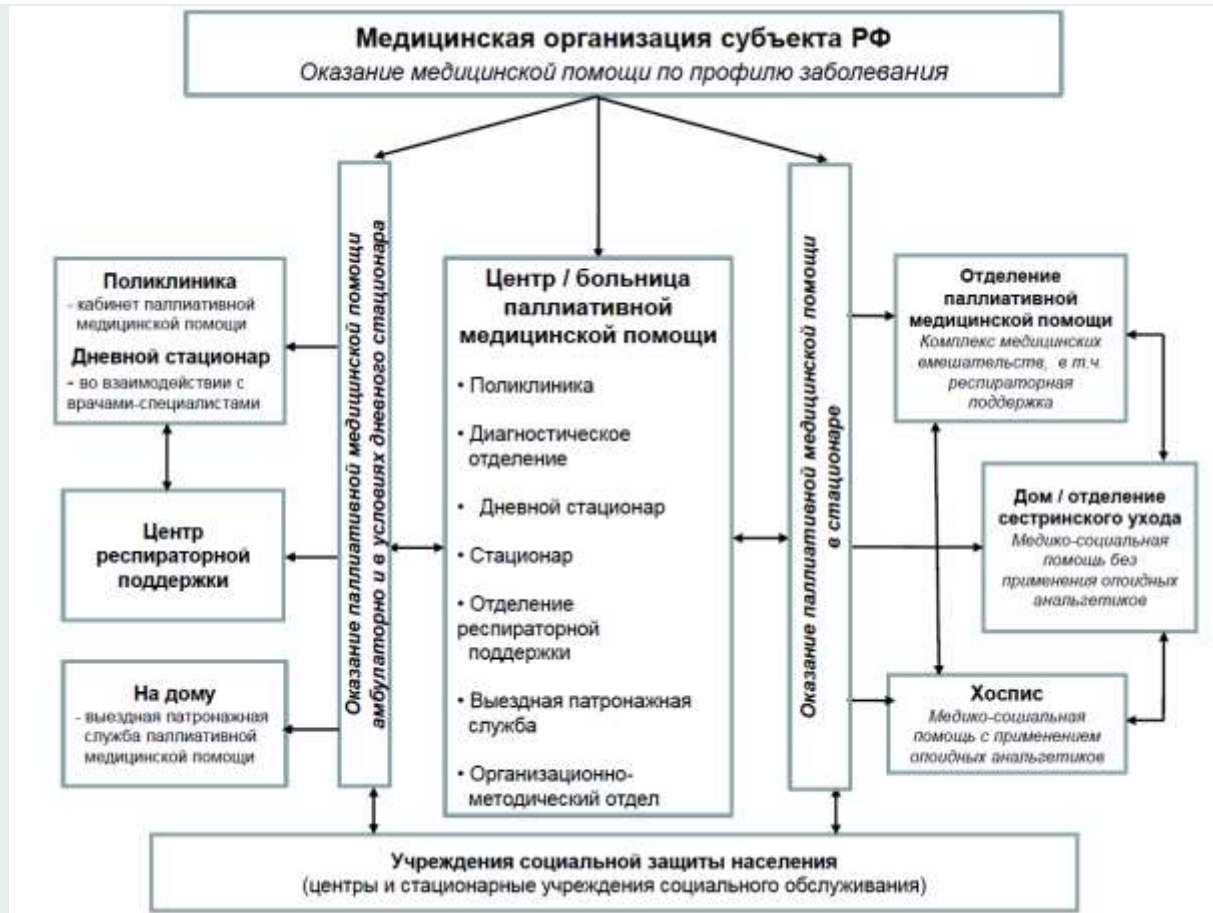 Медицинская организация субъекта РФ
Оказание медицинской помощи по профилю заболевания
Оказание паллиативной медицинской помощи
амбулаторно и в условиях дневного стационара
Поликлиника
- кабинет паллиативной
медицинской помощи
Дневной стационар
- во взаимодействии с
врачами-специалистами
Центр
респираторной
поддержки
На дому
- выездная патронажная
служба паллиативной
медицинской помощи
Центр / больница
паллиативной
медицинской помощи
• Поликлиника
• Диагностическое
отделение
• Дневной стационар
• Стационар
• Отделение
респираторной
поддержки
• Выездная патронажная
служба
• Организационно-
методический отдел
Оказание паллиативной медицинской помощи
в стационаре
Отделение
паллиативной
медицинской помощи
Комплекс медицинских
вмешательств, в т.ч.
респираторная
поддержка
Дом / отделение
сестринского ухода
Медико-социальная
помощь без
применения опоидных
анальгетиков
Хоспис
Медико-социальная
помощь с применением
опоидных анальгетиков
Учреждения социальной защиты населения
(центры и стационарные учреждения социального обслуживания)